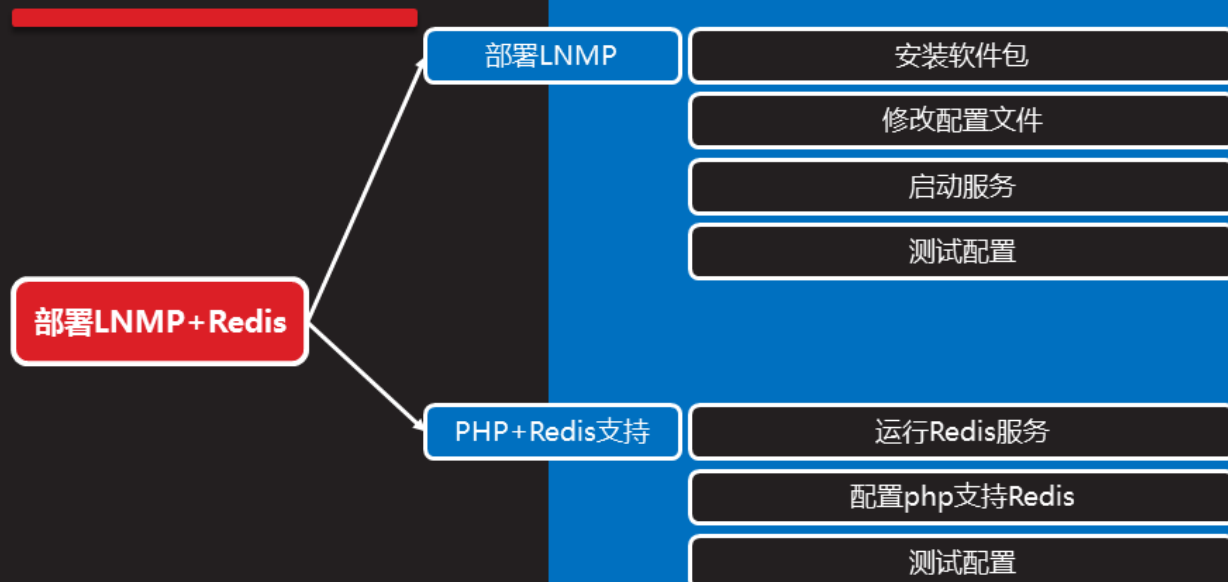 部署LNMP+Redis
部署LNMP
安装软件包
修改配置文件
启动服务
测试配置
PHP+Redis支持
运行Redis服务
配置php支持Redis
测试配置